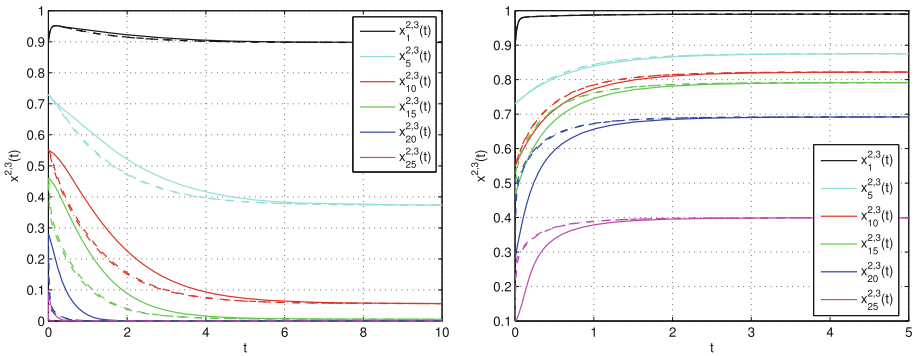 1
0.9
0.8
0.7
0.6
0.5
0.4
0.3
0.2
0.1
0
x^{2,3}(t)
0 2 4 6 8 10
t
x_1^{2,3}(t)
x_5^{2,3}(t)
x_{10}^{2,3}(t)
x_{15}^{2,3}(t)
x_{20}^{2,3}(t)
x_{25}^{2,3}(t)
1
0.9
0.8
0.7
0.6
0.5
0.4
0.3
0.2
0.1
x^{2,3}(t)
0 1 2 3 4 5
t
x_1^{2,3}(t)
x_5^{2,3}(t)
x_{10}^{2,3}(t)
x_{15}^{2,3}(t)
x_{20}^{2,3}(t)
x_{25}^{2,3}(t)